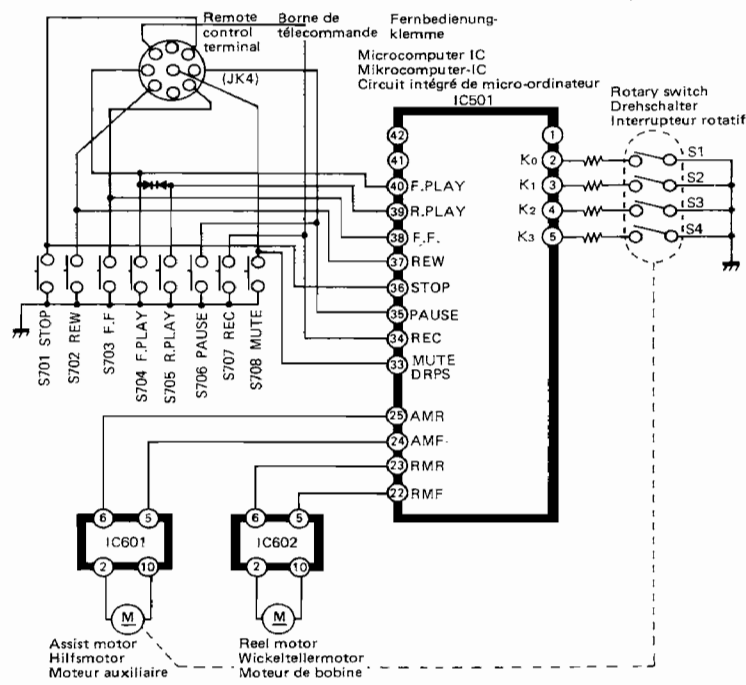 Remote
control
terminal
Borne de
télecommande
Fernbedienung-
klemme
(JK4)
Microcomputer IC
Mikrocomputer-IC
Circuit intégré de micro-ordinateur
IC501
Rotary switch
Drehschalter
Interrupteur rotatif
42
41
40 F.PLAY
39 R.PLAY
38 F.F.
37 REW
36 STOP
35 PAUSE
34 REC
33 MUTE
DRPS
25 AMR
24 AMF
23 RMR
22 RMF
1
K0 2 S1
K1 3 S2
K2 4 S3
K3 5 S4
S701 STOP
S702 REW
S703 F.F
S704 F.PLAY
S705 R.PLAY
S706 PAUSE
S707 REC
S708 MUTE
6 5
IC601
2 10
M
Assist motor
Hilfsmotor
Moteur auxiliaire
6 5
IC602
2 10
M
Reel motor
Wickeltellermotor
Moteur de bobine